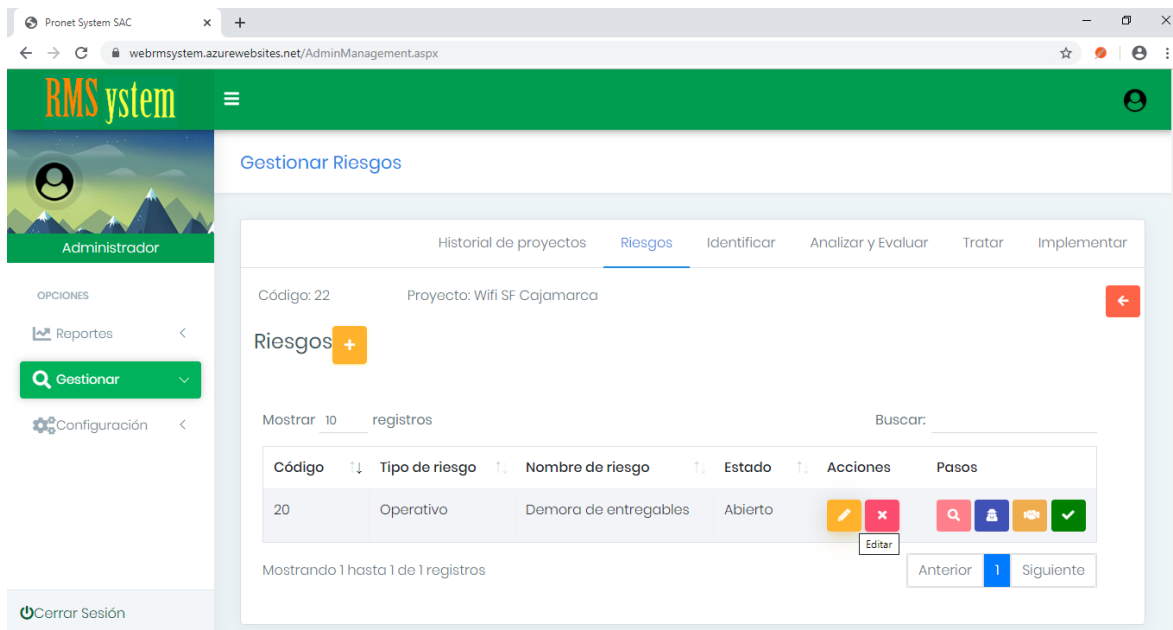 Pronet System SAC
webrmsystem.azurewebsites.net/AdminManagement.aspx
RMSystem
Gestionar Riesgos
Administrador
Historial de proyectos Riesgos Identificar Analizar y Evaluar Tratar Implementar
OPCIONES
Código: 22 Proyecto: Wifi SF Cajamarca
Reportes
Riesgos
Gestionar
Configuración
Mostrar 10 registros Buscar:
Código Tipo de riesgo Nombre de riesgo Estado Acciones Pasos
20 Operativo Demora de entregables Abierto
Editar
Mostrando 1 hasta 1 de 1 registros Anterior 1 Siguiente
Cerrar Sesión